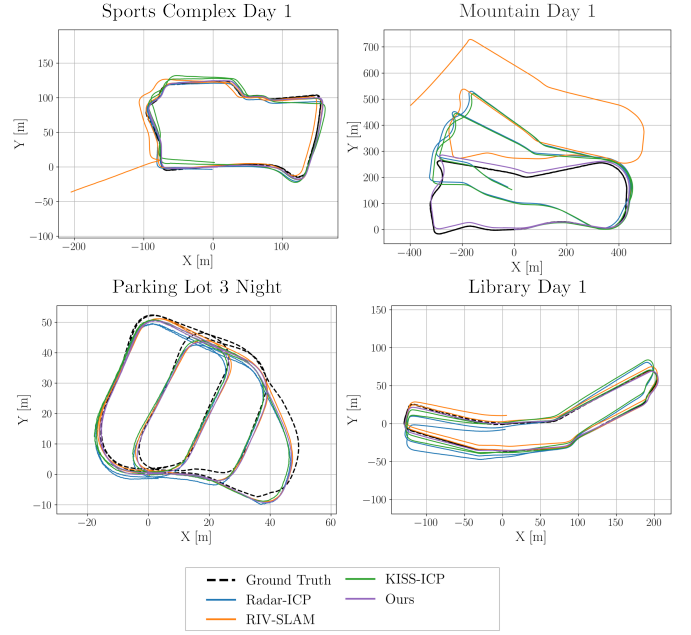 Sports Complex Day 1
Mountain Day 1
150
100
50
0
−50
−100
Y [m]
−200
−100
0
100
X [m]
700
600
500
400
300
200
100
0
Y [m]
−400
−200
0
200
400
X [m]
Parking Lot 3 Night
Library Day 1
50
40
30
20
10
0
−10
Y [m]
−20
0
20
40
60
X [m]
150
100
50
0
−50
−100
Y [m]
−100
−50
0
50
100
150
200
X [m]
Ground Truth
Radar-ICP
RIV-SLAM
KISS-ICP
Ours